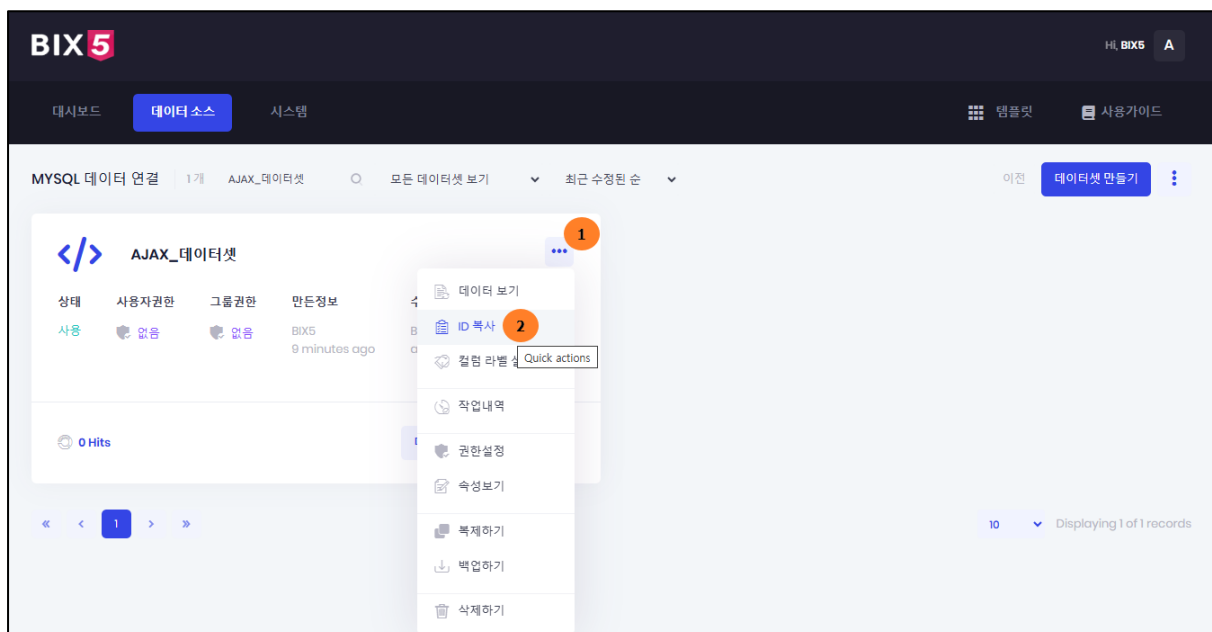 BIX5
Hi, BIX5 A
대시보드 데이터 소스 시스템 템플릿 사용가이드
MYSQL 데이터 연결 1개 AJAX_데이터셋 모든 데이터셋 보기 최근 수정된 순 이전 데이터셋 만들기
1
AJAX_데이터셋
상태 사용자권한 그룹권한 만든정보
사용 없음 없음 BIX5
9 minutes ago
0 Hits
데이터 보기
ID 복사 2
컬럼 라벨
Quick actions
작업내역
권한설정
속성보기
복제하기
백업하기
삭제하기
« < 1 > » 10 Displaying 1 of 1 records